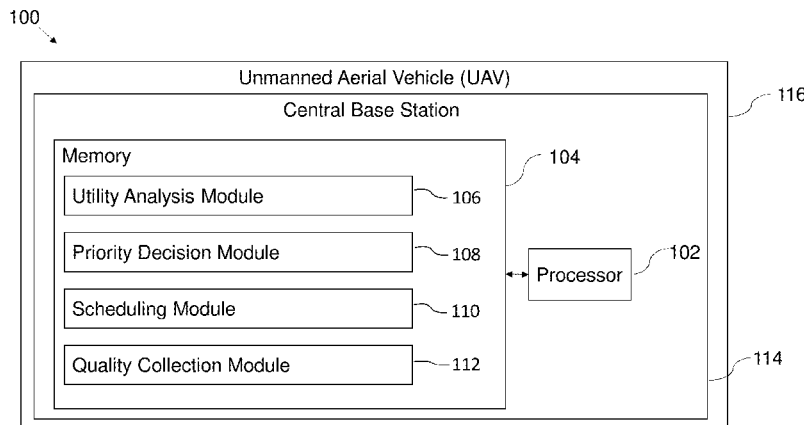 100
Unmanned Aerial Vehicle (UAV)
116
Central Base Station
Memory
104
Utility Analysis Module
106
Priority Decision Module
108
Processor
102
Scheduling Module
110
Quality Collection Module
112
114